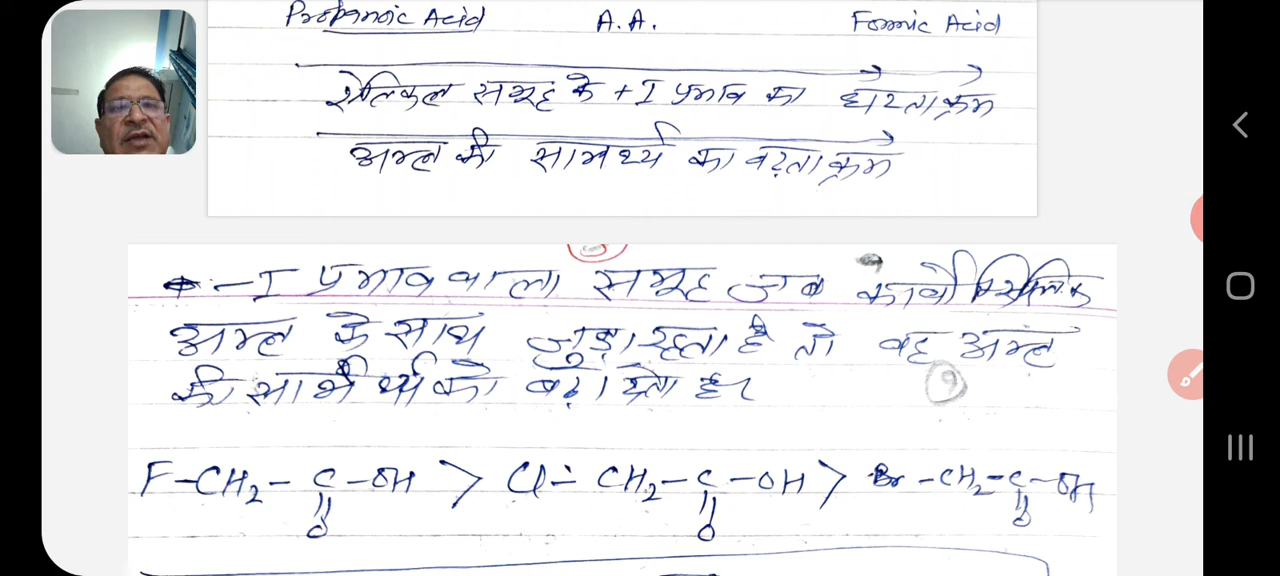 Propanoic Acid A.A. Formic Acid
ऐल्किल समूह के +I प्रभाव का घटता क्रम
अम्ल की सामर्थ्य का बढ़ता क्रम
-I प्रभाव वाला समूह जब कार्बोक्सिलिक
अम्ल के साथ जुड़ा रहता है तो वह अम्ल
की सामर्थ्य को बढ़ा देता है।
F-CH₂-C-OH > Cl-CH₂-C-OH > Br-CH₂-C-OH
O O O